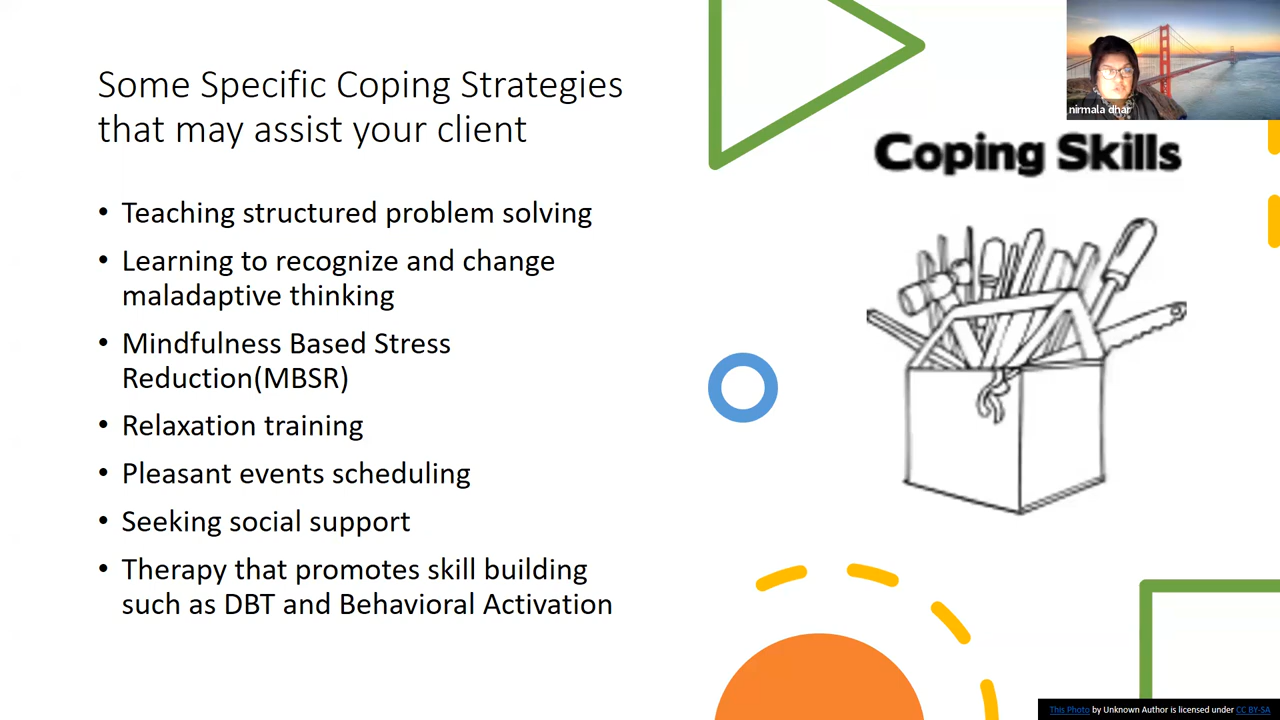 Some Specific Coping Strategies
that may assist your client
• Teaching structured problem solving
• Learning to recognize and change
maladaptive thinking
• Mindfulness Based Stress
Reduction(MBSR)
• Relaxation training
• Pleasant events scheduling
• Seeking social support
• Therapy that promotes skill building
such as DBT and Behavioral Activation
nirmala dhar
Coping Skills
This Photo by Unknown Author is licensed under CC BY-SA